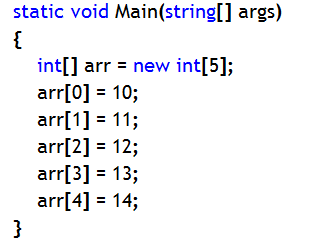 static void Main(string[] args)
{
int[] arr = new int[5];
arr[0] = 10;
arr[1] = 11;
arr[2] = 12;
arr[3] = 13;
arr[4] = 14;
}